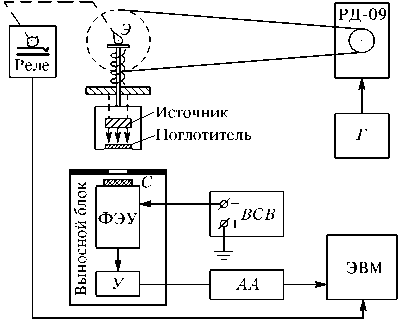 РД-09
Э
Реле
Источник
Поглотитель
Г
С
Выносной блок
ФЭУ
ВСВ
У
АА
ЭВМ